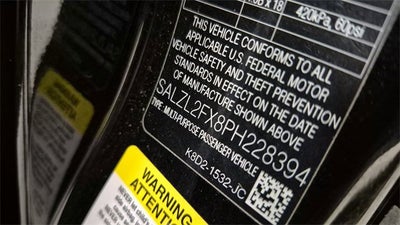 420kPa, 60psi
THIS VEHICLE CONFORMS TO ALL
APPLICABLE U.S. FEDERAL MOTOR
VEHICLE SAFETY AND THEFT PREVENTION
STANDARDS IN EFFECT ON THE DATE
OF MANUFACTURE SHOWN ABOVE
SALZL2FX8PH228394
TYPE: MULTI PURPOSE PASSENGER VEHICLE
K8D2-1532-JC
WARNING